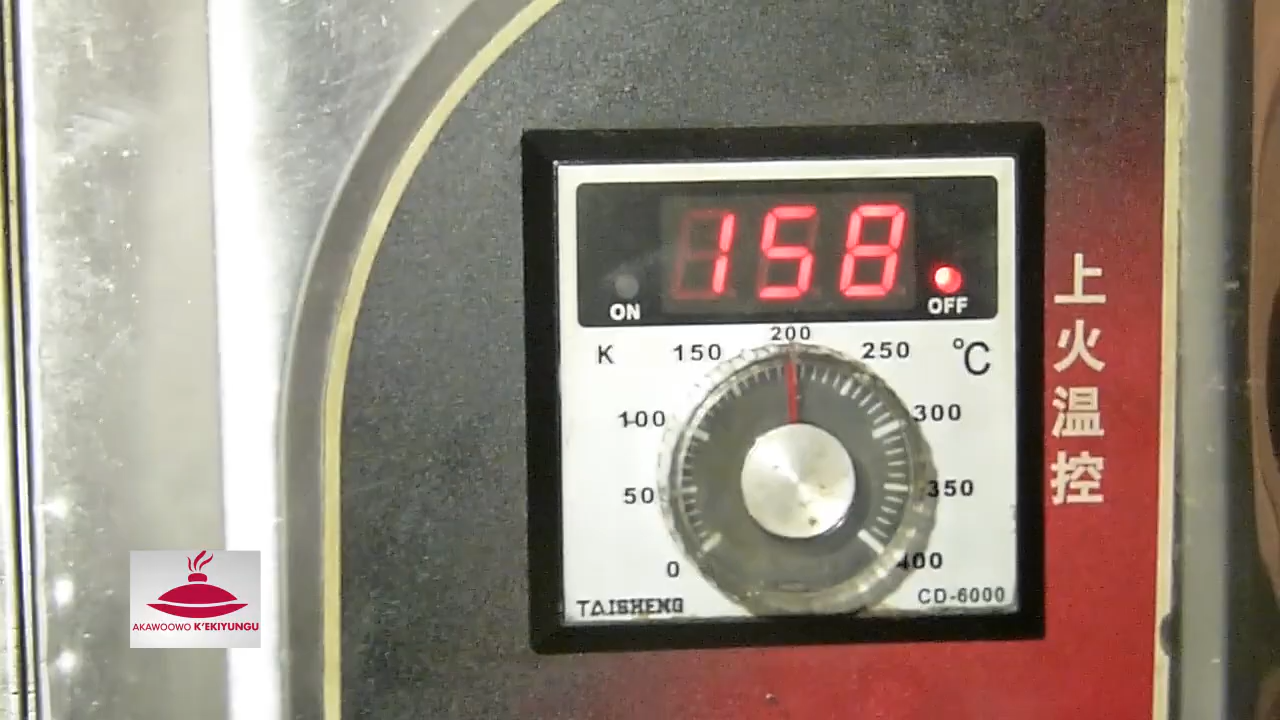 158
ON
OFF
K
℃
0
50
100
150
200
250
300
350
400
TAISHENG
CD-6000
上火温控
AKAWOOWO K'EKIYUNGU